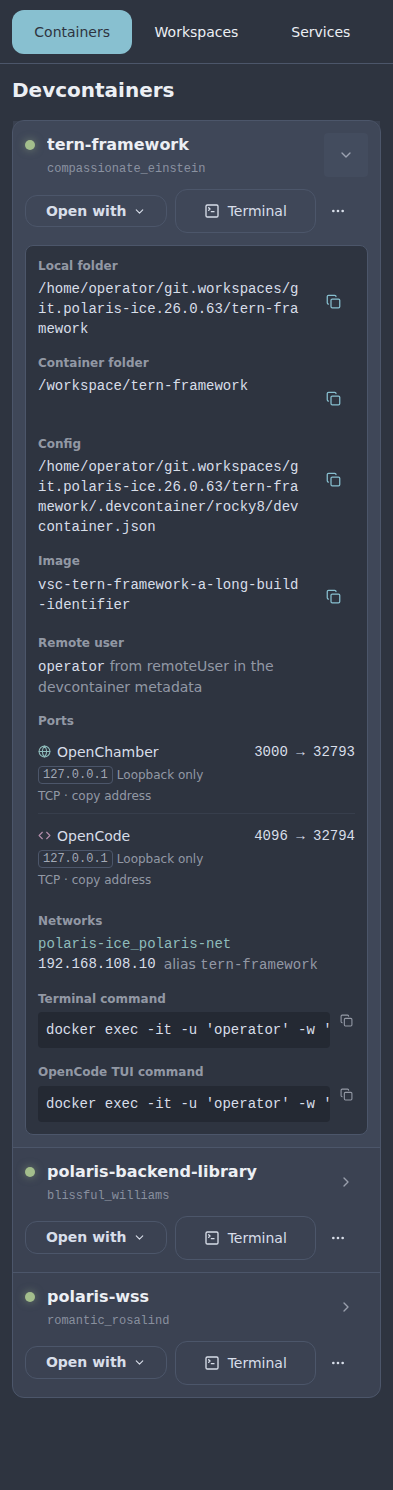 Containers Workspaces Services
Devcontainers
tern-framework
compassionate_einstein
Open with Terminal ···
Local folder
/home/operator/git.workspaces/g
it.polaris-ice.26.0.63/tern-fra
mework
Container folder
/workspace/tern-framework
Config
/home/operator/git.workspaces/g
it.polaris-ice.26.0.63/tern-fra
mework/.devcontainer/rocky8/dev
container.json
Image
vsc-tern-framework-a-long-build
-identifier
Remote user
operator from remoteUser in the
devcontainer metadata
Ports
OpenChamber 3000 → 32793
127.0.0.1 Loopback only
TCP · copy address
OpenCode 4096 → 32794
127.0.0.1 Loopback only
TCP · copy address
Networks
polaris-ice_polaris-net
192.168.108.10 alias tern-framework
Terminal command
docker exec -it -u 'operator' -w '
OpenCode TUI command
docker exec -it -u 'operator' -w '
polaris-backend-library
blissful_williams
Open with Terminal ···
polaris-wss
romantic_rosalind
Open with Terminal ···